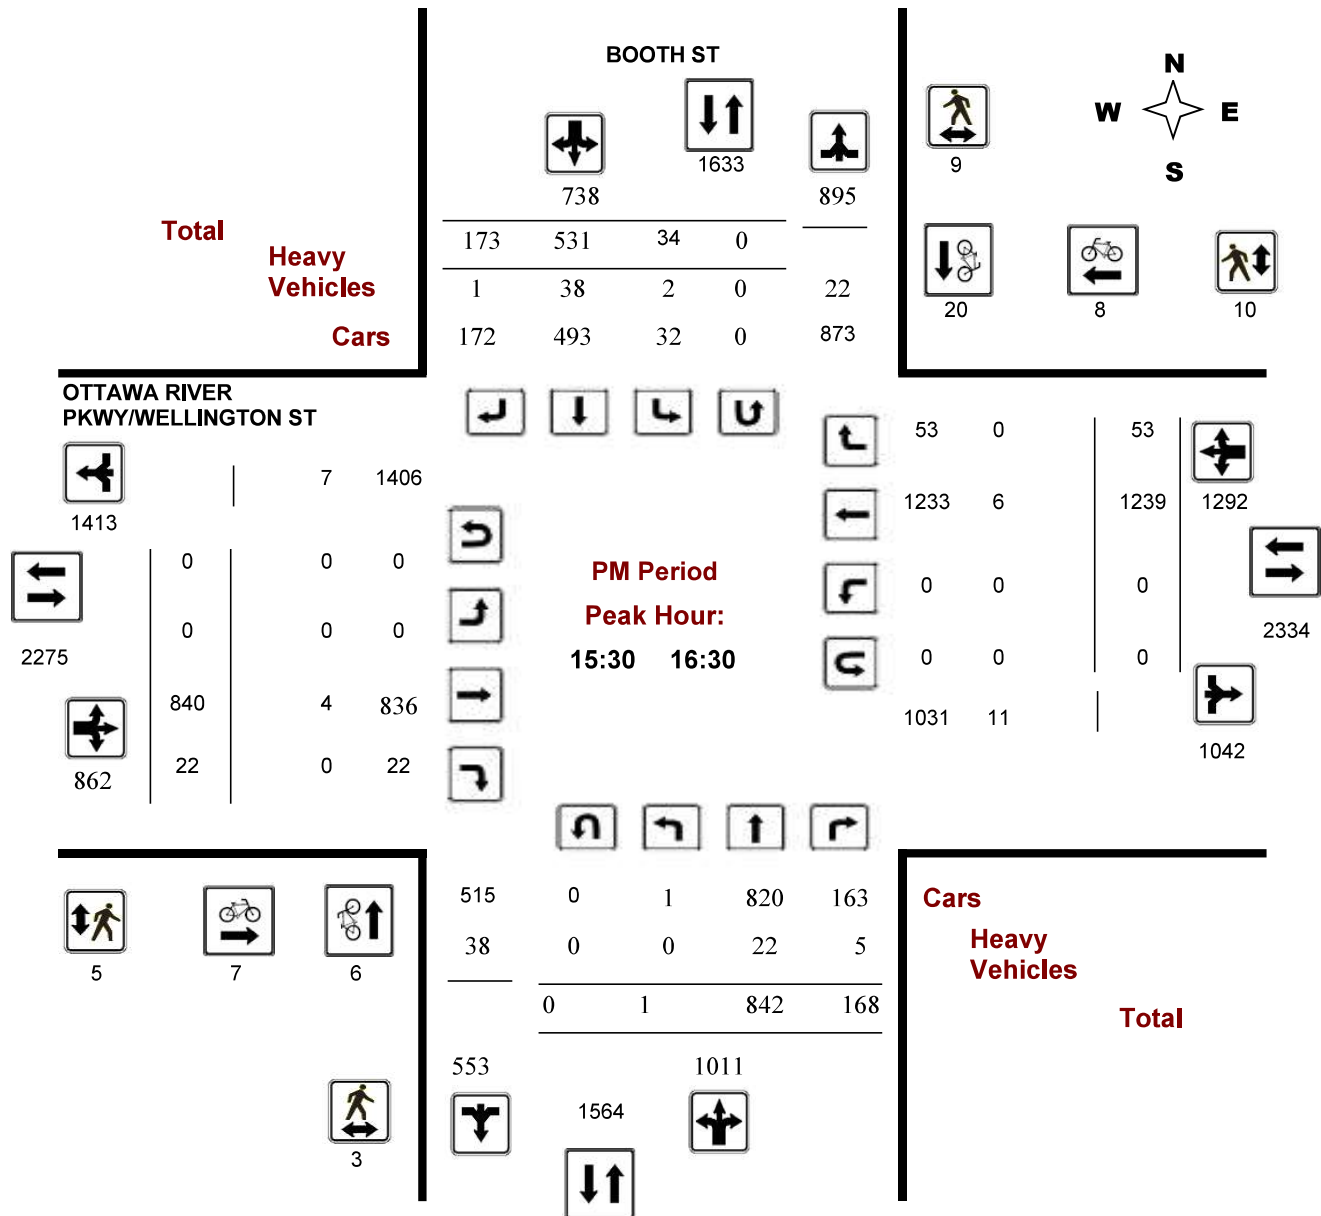 BOOTH ST
N
W E
S
1633
9
738
895
Total
173 531 34 0
Heavy
Vehicles
1 38 2 0 22
20 8 10
Cars
172 493 32 0 873
OTTAWA RIVER
PKWY/WELLINGTON ST
53 0 53
7 1406
1413
1233 6 1239 1292
0 0 0
PM Period
Peak Hour:
0 0 0
2334
0 0 0
2275
15:30 16:30
0 0 0
840 4 836
1031 11
1042
862
22 0 22
515 0 1 820 163
Cars
38 0 0 22 5
Heavy
Vehicles
5 7 6
0 1 842 168
Total
553 1011
1564
3